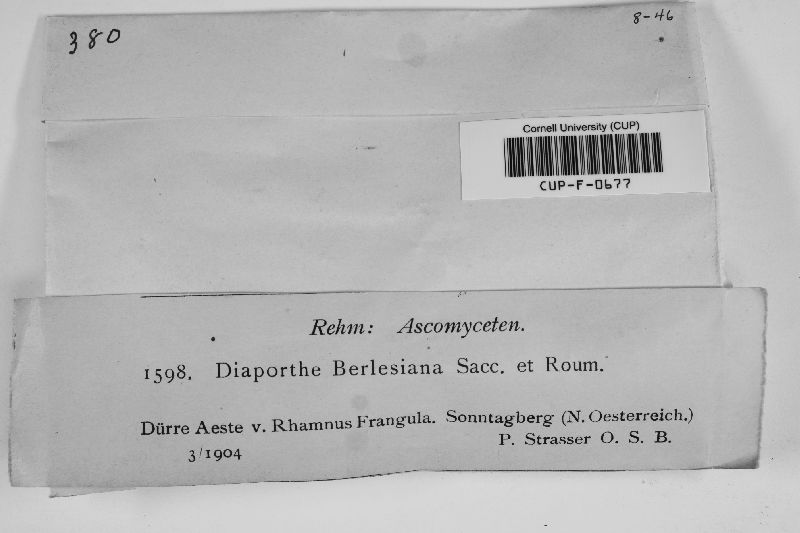 380
8-46
Cornell University (CUP)
CUP-F-0677
Rehm: Ascomyceten.
1598. Diaporthe Berlesiana Sacc. et Roum.
Dürre Aeste v. Rhamnus Frangula. Sonntagberg (N. Oesterreich.)
3/1904 P. Strasser O. S. B.